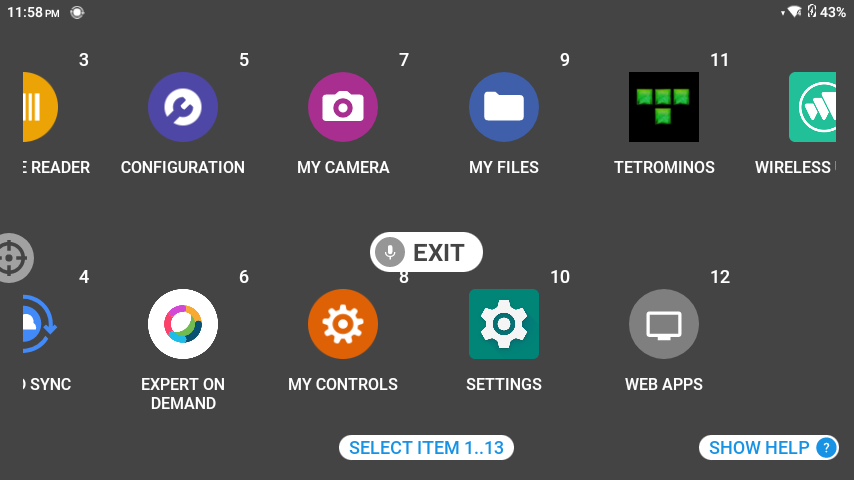 11:58 PM
43%
3
5
7
9
11
E READER
CONFIGURATION
MY CAMERA
MY FILES
TETROMINOS
WIRELESS
EXIT
4
6
8
10
12
SYNC
EXPERT ON
DEMAND
MY CONTROLS
SETTINGS
WEB APPS
SELECT ITEM 1..13
SHOW HELP ?